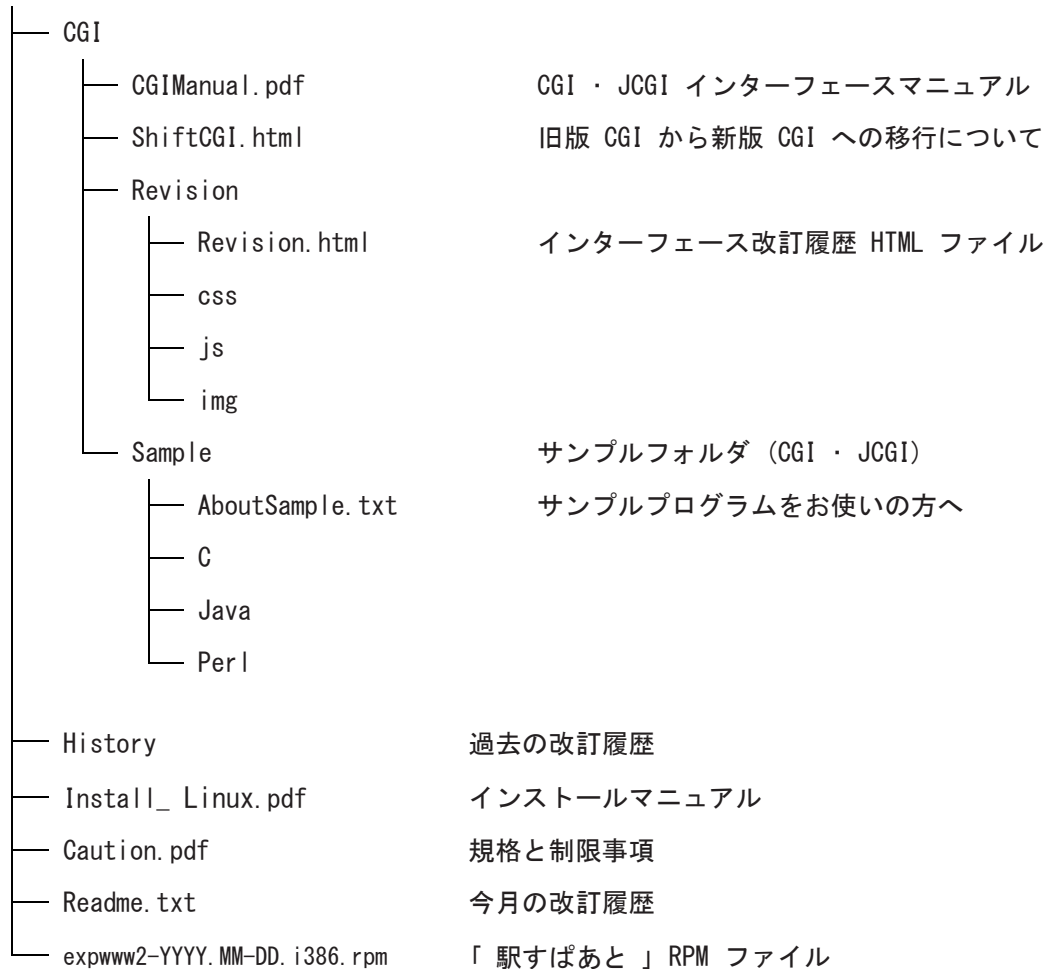 CGI
CGIManual.pdf CGI ・ JCGI インターフェースマニュアル
ShiftCGI.html 旧版 CGI から新版 CGI への移行について
Revision
Revision.html インターフェース改訂履歴 HTML ファイル
css
js
img
Sample サンプルフォルダ (CGI ・ JCGI)
AboutSample.txt サンプルプログラムをお使いの方へ
C
Java
Perl
History 過去の改訂履歴
Install_ Linux.pdf インストールマニュアル
Caution.pdf 規格と制限事項
Readme.txt 今月の改訂履歴
expwww2-YYYY.MM-DD.i386.rpm 「 駅すぱあと 」 RPM ファイル